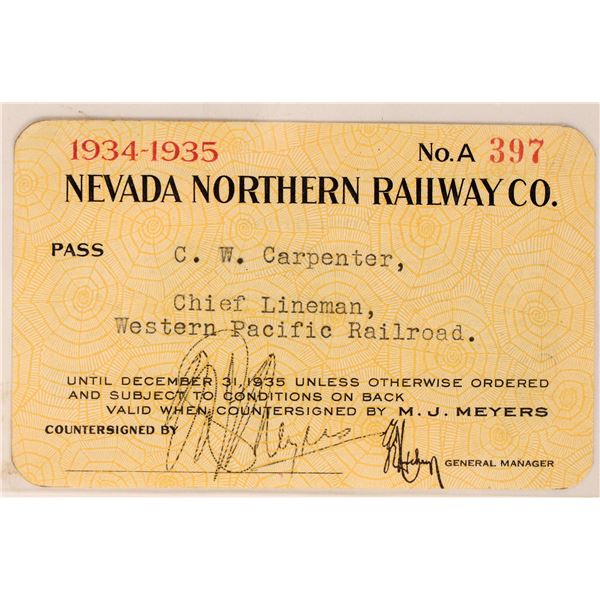 1934-1935 No. A 397
NEVADA NORTHERN RAILWAY CO.
PASS C. W. Carpenter,
Chief Lineman,
Western Pacific Railroad.
UNTIL DECEMBER 31, 1935 UNLESS OTHERWISE ORDERED
AND SUBJECT TO CONDITIONS ON BACK
VALID WHEN COUNTERSIGNED BY M. J. MEYERS
COUNTERSIGNED BY M J Meyers
GENERAL MANAGER